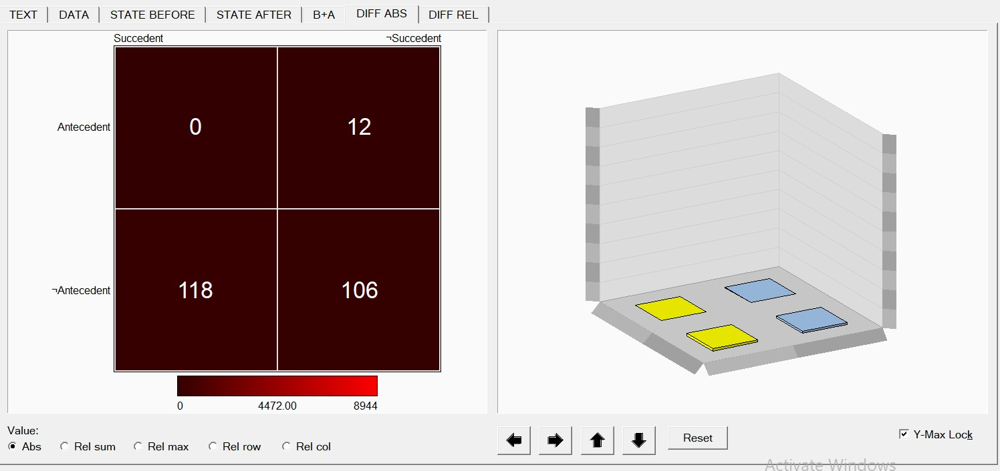 TEXT DATA STATE BEFORE STATE AFTER B+A DIFF ABS DIFF REL
Succedent ¬Succedent
Antecedent 0 12
¬Antecedent 118 106
0 4472.00 8944
Value:
Abs Rel sum Rel max Rel row Rel col
Reset
Y-Max Lock
Activate Windows